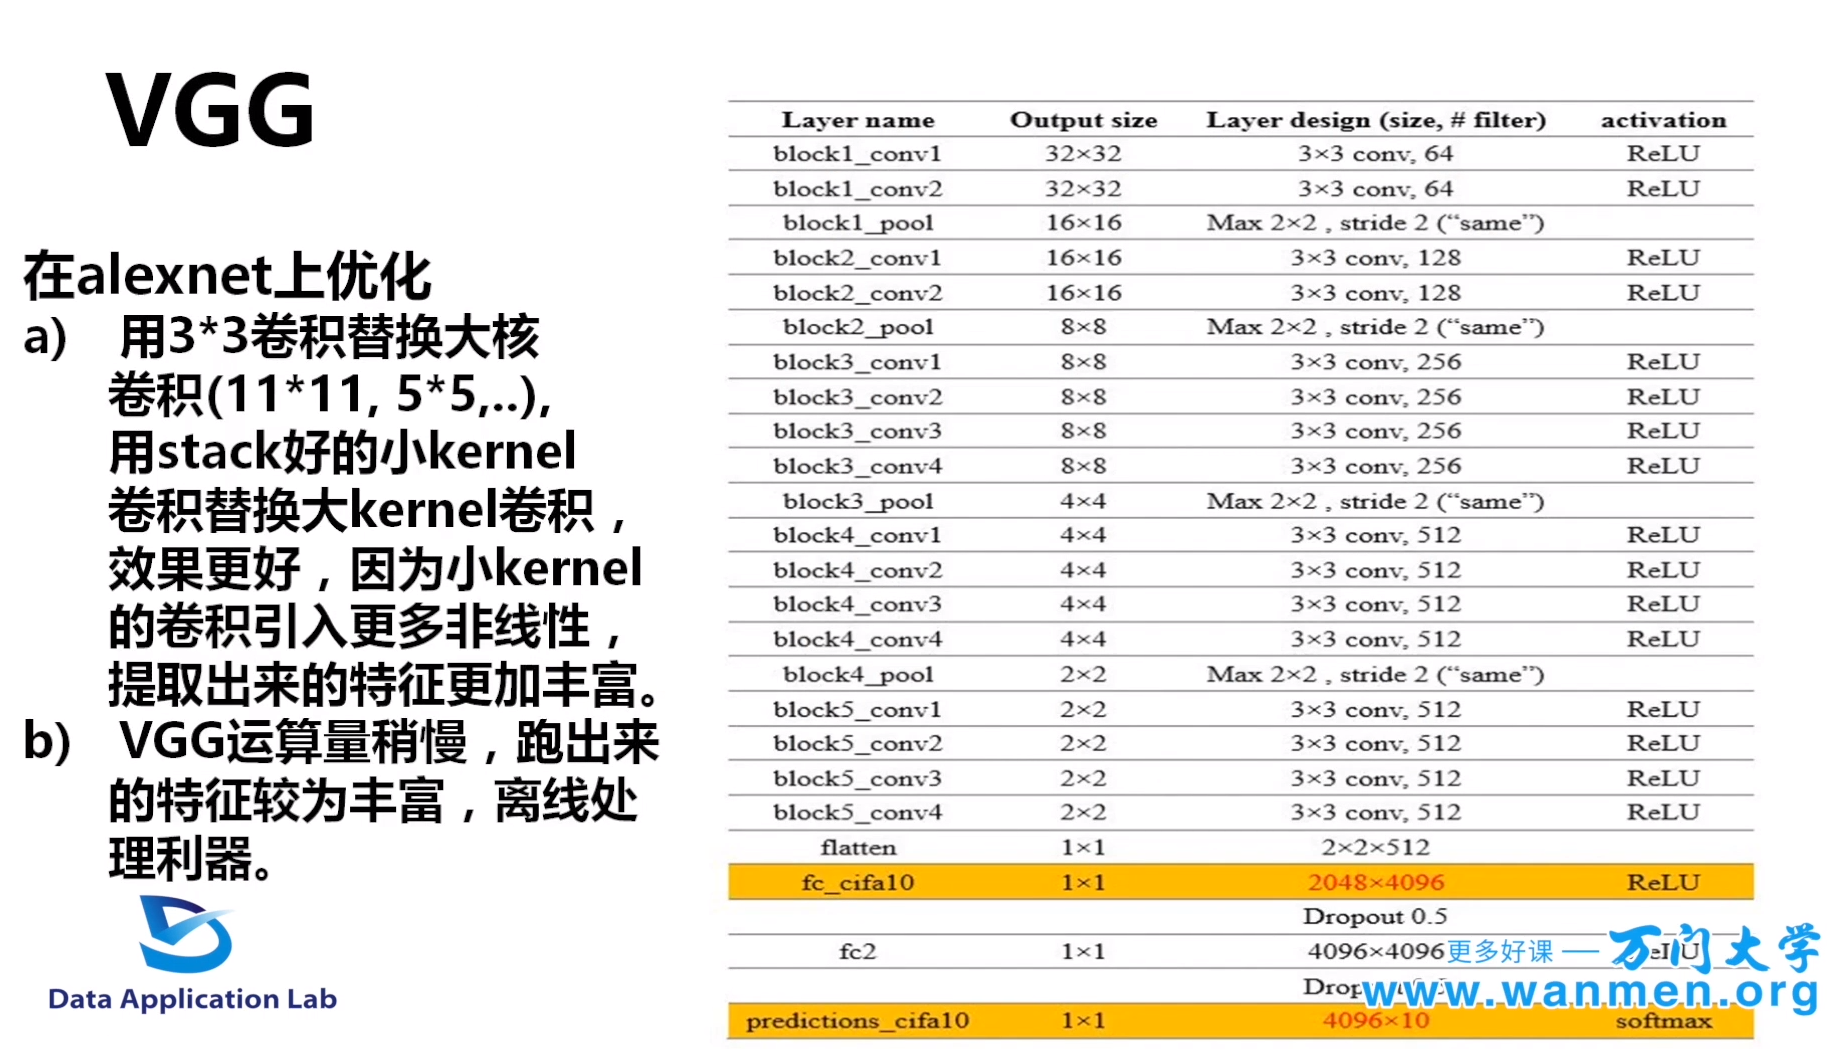 VGG
在alexnet上优化
a) 用3*3卷积替换大核
卷积(11*11, 5*5,..),
用stack好的小kernel
卷积替换大kernel卷积，
效果更好，因为小kernel
的卷积引入更多非线性，
提取出来的特征更加丰富。
b) VGG运算量稍慢，跑出来
的特征较为丰富，离线处
理利器。
Data Application Lab
Layer name Output size Layer design (size, # filter) activation
block1_conv1 32×32 3×3 conv, 64 ReLU
block1_conv2 32×32 3×3 conv, 64 ReLU
block1_pool 16×16 Max 2×2 , stride 2 (“same”)
block2_conv1 16×16 3×3 conv, 128 ReLU
block2_conv2 16×16 3×3 conv, 128 ReLU
block2_pool 8×8 Max 2×2 , stride 2 (“same”)
block3_conv1 8×8 3×3 conv, 256 ReLU
block3_conv2 8×8 3×3 conv, 256 ReLU
block3_conv3 8×8 3×3 conv, 256 ReLU
block3_conv4 8×8 3×3 conv, 256 ReLU
block3_pool 4×4 Max 2×2 , stride 2 (“same”)
block4_conv1 4×4 3×3 conv, 512 ReLU
block4_conv2 4×4 3×3 conv, 512 ReLU
block4_conv3 4×4 3×3 conv, 512 ReLU
block4_conv4 4×4 3×3 conv, 512 ReLU
block4_pool 2×2 Max 2×2 , stride 2 (“same”)
block5_conv1 2×2 3×3 conv, 512 ReLU
block5_conv2 2×2 3×3 conv, 512 ReLU
block5_conv3 2×2 3×3 conv, 512 ReLU
block5_conv4 2×2 3×3 conv, 512 ReLU
flatten 1×1 2×2×512
fc_cifa10 1×1 2048×4096 ReLU
Dropout 0.5
fc2 1×1 4096×4096
更多好课 — 万门大学
www.wanmen.org
predictions_cifa10 1×1 4096×10 softmax